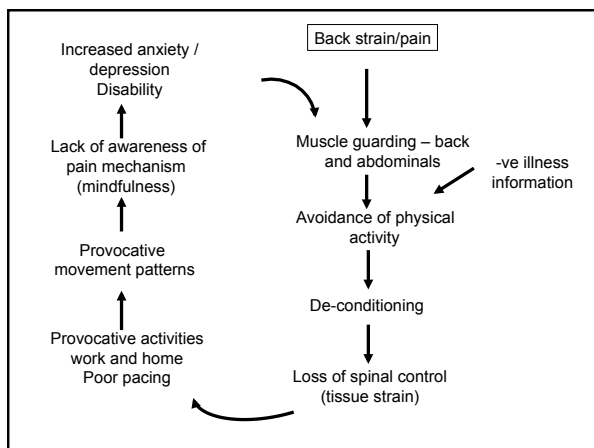 Back strain/pain
Muscle guarding – back
and abdominals
-ve illness
information
Avoidance of physical
activity
De-conditioning
Loss of spinal control
(tissue strain)
Provocative activities
work and home
Poor pacing
Provocative
movement patterns
Lack of awareness of
pain mechanism
(mindfulness)
Increased anxiety /
depression
Disability